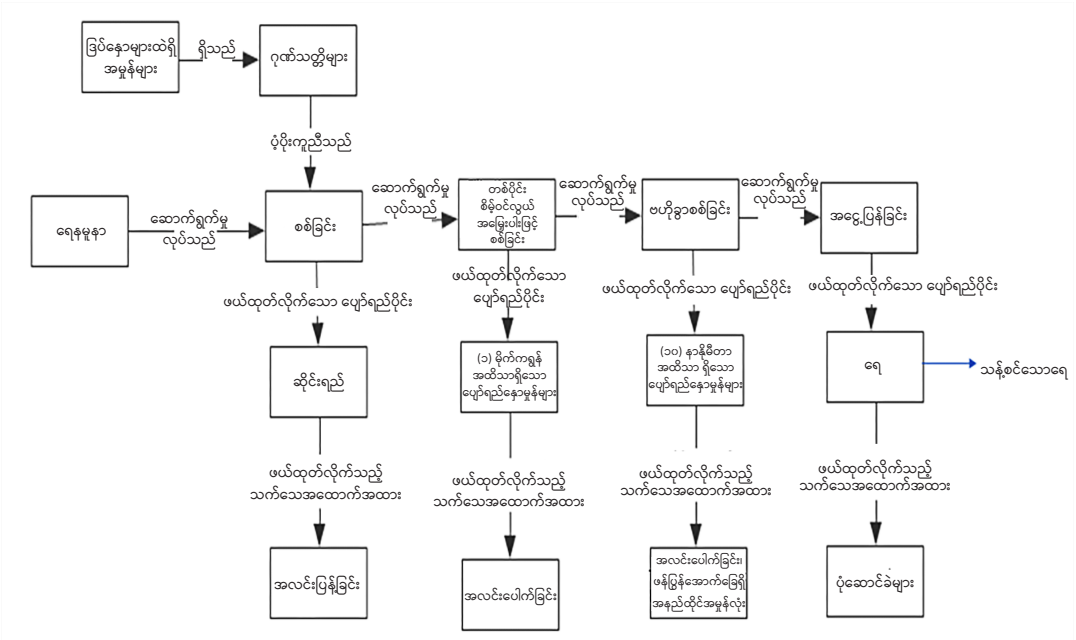 ဒြပ်နှောများထဲရှိ
အမှုန်များ
ရှိသည်
ဂုဏ်သတ္တိများ
ပံ့ပိုးကူညီသည်
ရေနမူနာ
ဆောက်ရွက်မှု
လုပ်သည်
စစ်ခြင်း
ဆောက်ရွက်မှု
လုပ်သည်
တစ်ပိုင်း
စိမ့်ဝင်လွယ်
အမြှေးပါးဖြင့်
စစ်ခြင်း
ဆောက်ရွက်မှု
လုပ်သည်
ဗဟိုခွာစစ်ခြင်း
ဆောက်ရွက်မှု
လုပ်သည်
အငွေ့ပြန်ခြင်း
ဖယ်ထုတ်လိုက်သော ပျော်ရည်ပိုင်း
ဖယ်ထုတ်လိုက်သော
ပျော်ရည်ပိုင်း
ဖယ်ထုတ်လိုက်သော ပျော်ရည်ပိုင်း
ဖယ်ထုတ်လိုက်သော ပျော်ရည်ပိုင်း
ဆိုင်းရည်
(၁) မိုက်ကရွန်
အထိသာရှိသော
ပျော်ရည်နှောမှုန်များ
(၁၀) နာနိုမီတာ
အထိသာ ရှိသော
ပျော်ရည်နှောမှုန်များ
ရေ
သန့်စင်သောရေ
ဖယ်ထုတ်လိုက်သည့်
သက်သေအထောက်အထား
ဖယ်ထုတ်လိုက်သည့်
သက်သေအထောက်အထား
ဖယ်ထုတ်လိုက်သည့်
သက်သေအထောက်အထား
ဖယ်ထုတ်လိုက်သည့်
သက်သေအထောက်အထား
အလင်းပြန့်ခြင်း
အလင်းပေါက်ခြင်း
အလင်းပေါက်ခြင်း၊
ဖန်ပြွန်အောက်ခြေရှိ
အနည်ထိုင်အမှုန်လုံး
ပုံဆောင်ခဲများ